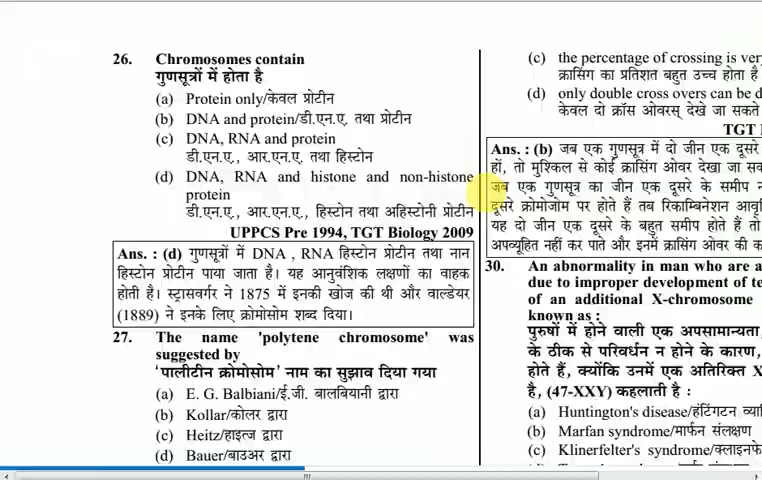 26. Chromosomes contain
गुणसूत्रों में होता है
(a) Protein only/केवल प्रोटीन
(b) DNA and protein/डी.एन.ए. तथा प्रोटीन
(c) DNA, RNA and protein
डी.एन.ए., आर.एन.ए. तथा हिस्टोन
(d) DNA, RNA and histone and non-histone
protein
डी.एन.ए., आर.एन.ए., हिस्टोन तथा अहिस्टोनी प्रोटीन
UPPCS Pre 1994, TGT Biology 2009
Ans. : (d) गुणसूत्रों में DNA , RNA हिस्टोन प्रोटीन तथा नान
हिस्टोन प्रोटीन पाया जाता है। यह आनुवंशिक लक्षणों का वाहक
होती है। स्ट्रासवर्गर ने 1875 में इनकी खोज की थी और वाल्डेयर
(1889) ने इनके लिए क्रोमोसोम शब्द दिया।
27. The name 'polytene chromosome' was
suggested by
'पालीटीन क्रोमोसोम' नाम का सुझाव दिया गया
(a) E. G. Balbiani/ई.जी. बालबियानी द्वारा
(b) Kollar/कोलर द्वारा
(c) Heitz/हाइत्ज द्वारा
(d) Bauer/बाउअर द्वारा
(c) the percentage of crossing is ver
क्रासिंग का प्रतिशत बहुत उच्च होता है
(d) only double cross overs can be d
केवल दो क्रॉस ओवरस् देखे जा सकते
TGT
Ans. : (b) जब एक गुणसूत्र में दो जीन एक दूसरे
हों, तो मुश्किल से कोई क्रासिंग ओवर देखा जा सक
जब एक गुणसूत्र का जीन एक दूसरे के समीप न
दूसरे क्रोमोजोम पर होते हैं तब रिकाम्बिनेशन आवृ
यह दो जीन एक दूसरे के बहुत समीप होते हैं तो
अपव्यूहित नहीं कर पाते और इनमें क्रासिंग ओवर की क
30. An abnormality in man who are a
due to improper development of te
of an additional X-chromosome
known as :
पुरुषों में होने वाली एक अपसामान्यता
के ठीक से परिवर्धन न होने के कारण,
होते हैं, क्योंकि उनमें एक अतिरिक्त X
है, (47-XXY) कहलाती है :
(a) Huntington's disease/हंटिंगटन व्या
(b) Marfan syndrome/मार्फन संलक्षण
(c) Klinerfelter's syndrome/क्लाइनफे